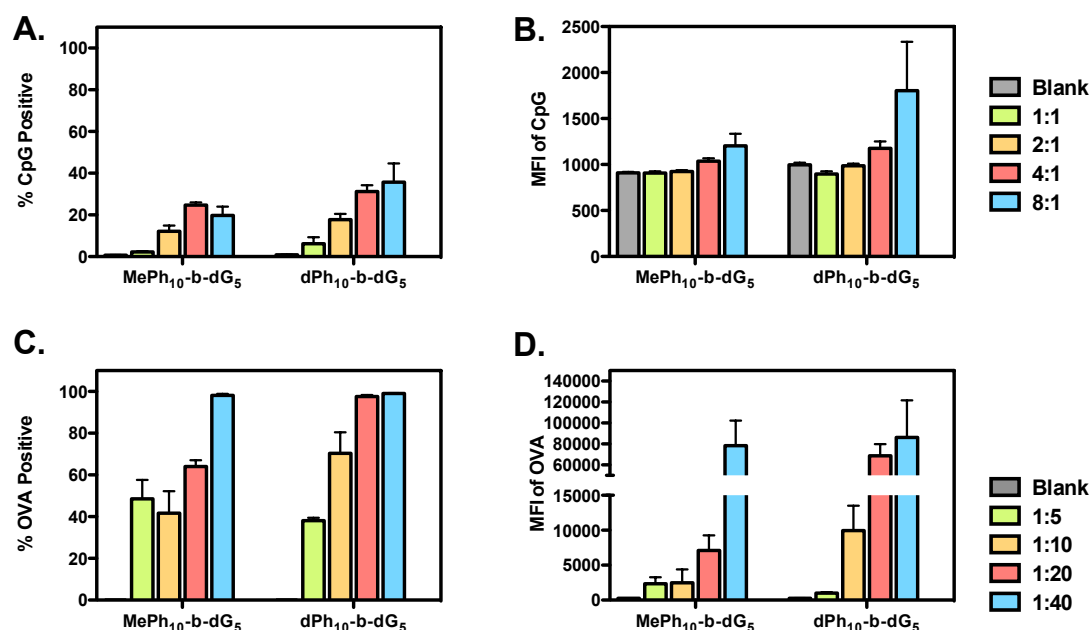 A.
% CpG Positive
100
80
60
40
20
0
MePh₁₀-b-dG₅
dPh₁₀-b-dG₅
B.
MFI of CpG
2500
2000
1500
1000
500
0
MePh₁₀-b-dG₅
dPh₁₀-b-dG₅
Blank
1:1
2:1
4:1
8:1
C.
% OVA Positive
100
80
60
40
20
0
MePh₁₀-b-dG₅
dPh₁₀-b-dG₅
D.
MFI of OVA
140000
120000
100000
80000
60000
15000
10000
5000
0
MePh₁₀-b-dG₅
dPh₁₀-b-dG₅
Blank
1:5
1:10
1:20
1:40